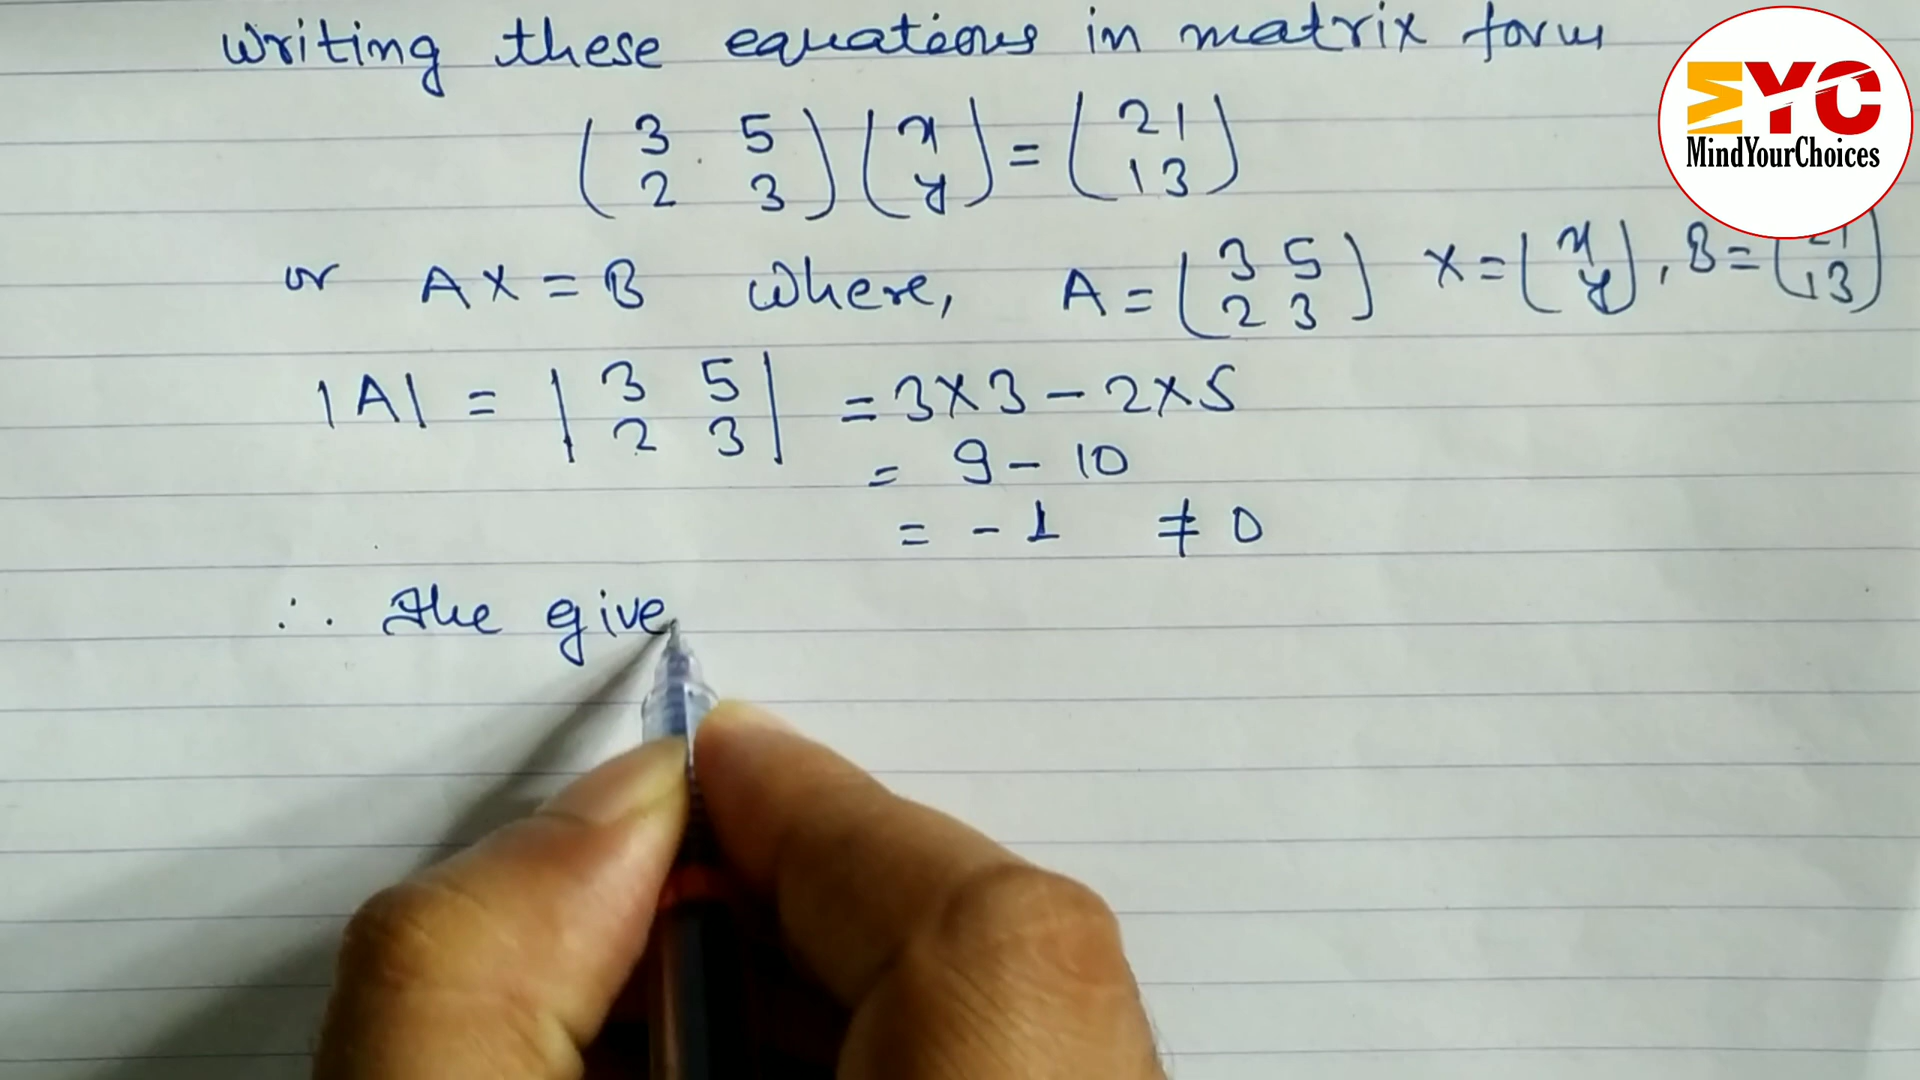 writing these equations in matrix form
(3 5
2 3) (x
y) = (21
13)
or AX = B where, A = (3 5
2 3) X = (x
y), B = (21
13)
|A| = |3 5
2 3| = 3×3 - 2×5
= 9 - 10
= -1 ≠ 0
∴ the give
MYC
MindYourChoices